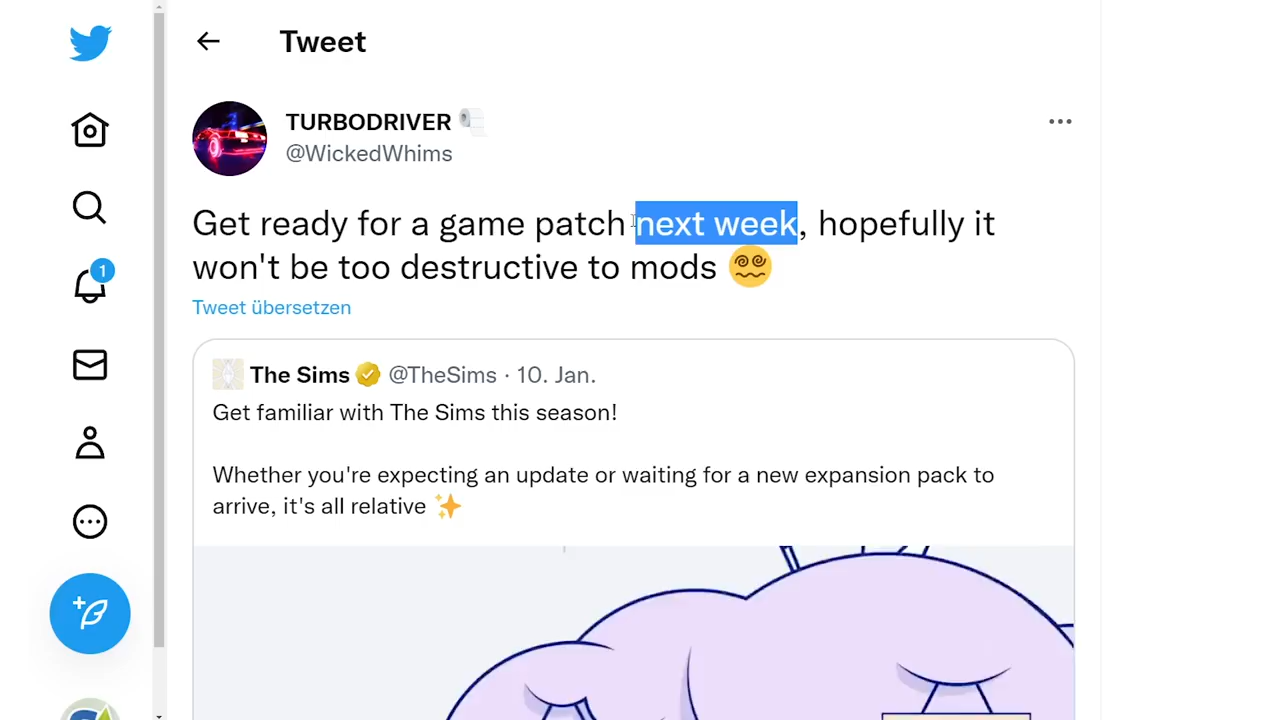 Tweet
TURBODRIVER
@WickedWhims
1
Get ready for a game patch next week, hopefully it
won't be too destructive to mods
Tweet übersetzen
The Sims @TheSims · 10. Jan.
Get familiar with The Sims this season!
Whether you're expecting an update or waiting for a new expansion pack to
arrive, it's all relative